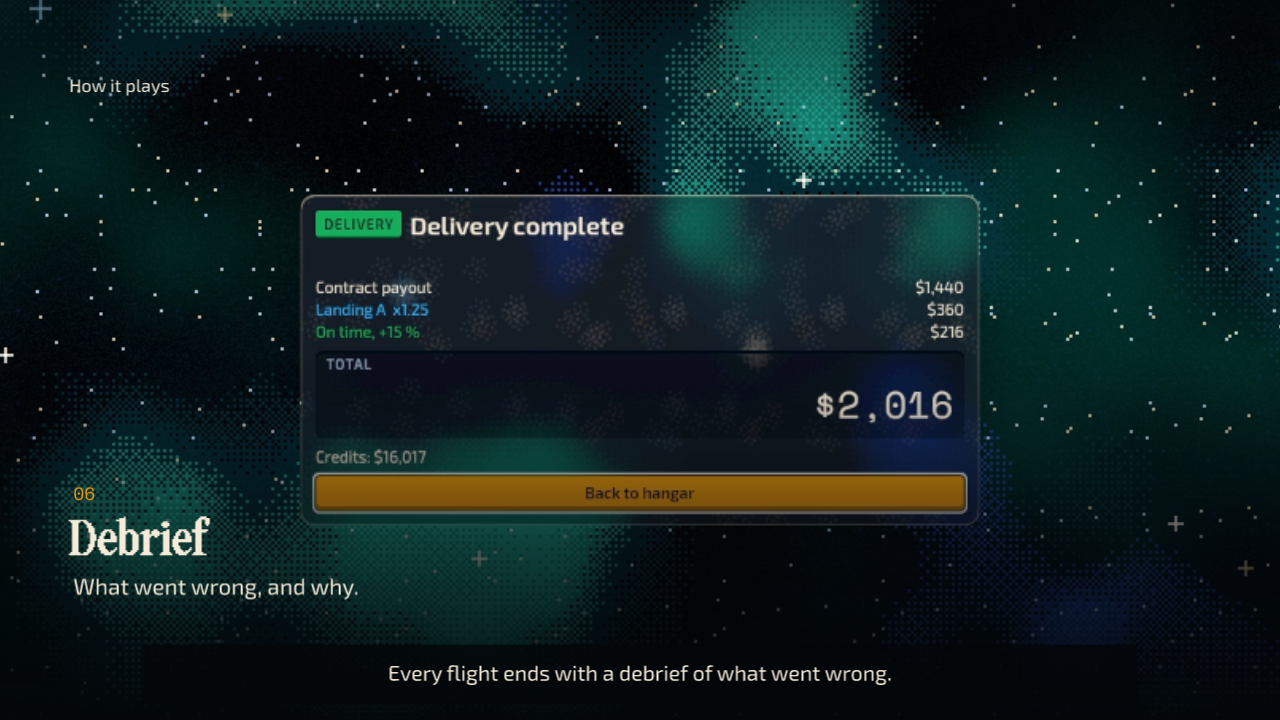 How it plays
DELIVERY Delivery complete
Contract payout $1,440
Landing A x1.25 $360
On time, +15 % $216
TOTAL
$2,016
Credits: $16,017
Back to hangar
06
Debrief
What went wrong, and why.
Every flight ends with a debrief of what went wrong.